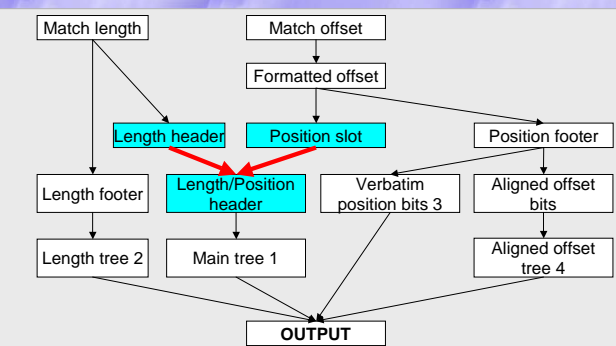 Match length
Match offset
Formatted offset
Length header
Position slot
Position footer
Length footer
Length/Position
header
Verbatim
position bits 3
Aligned offset
bits
Length tree 2
Main tree 1
Aligned offset
tree 4
OUTPUT